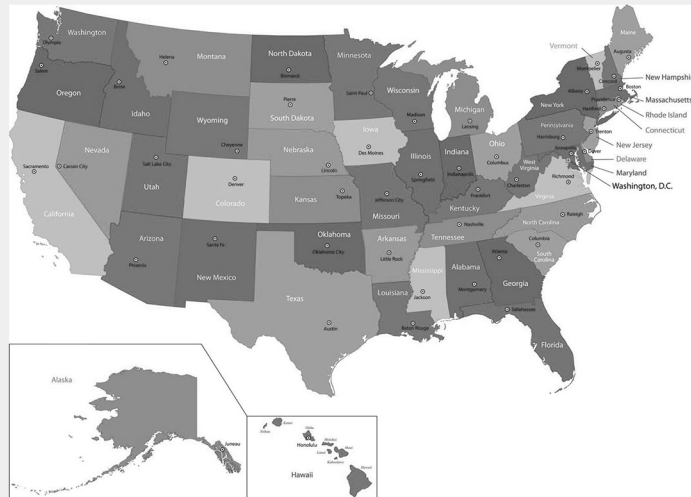 Washington
Olympia
Oregon
Salem
California
Sacramento
Nevada
Carson City
Idaho
Boise
Montana
Helena
Wyoming
Cheyenne
Utah
Salt Lake City
Colorado
Denver
Arizona
Phoenix
New Mexico
Santa Fe
North Dakota
Bismarck
South Dakota
Pierre
Nebraska
Lincoln
Kansas
Topeka
Oklahoma
Oklahoma City
Texas
Austin
Minnesota
Saint Paul
Iowa
Des Moines
Missouri
Jefferson City
Arkansas
Little Rock
Louisiana
Baton Rouge
Wisconsin
Madison
Illinois
Springfield
Michigan
Lansing
Indiana
Indianapolis
Ohio
Columbus
Kentucky
Frankfort
Tennessee
Nashville
Mississippi
Jackson
Alabama
Montgomery
Georgia
Atlanta
Florida
Tallahassee
South
Carolina
Columbia
North Carolina
Raleigh
Virginia
Richmond
West
Virginia
Charleston
Pennsylvania
Harrisburg
New York
Albany
Vermont
Montpelier
Maine
Augusta
New Hampshi
Concord
Boston
Massachusetts
Providence
Rhode Island
Hartford
Connecticut
Trenton
New Jersey
Dover
Delaware
Annapolis
Maryland
Washington, D.C.
Alaska
Juneau
Hawaii
Honolulu